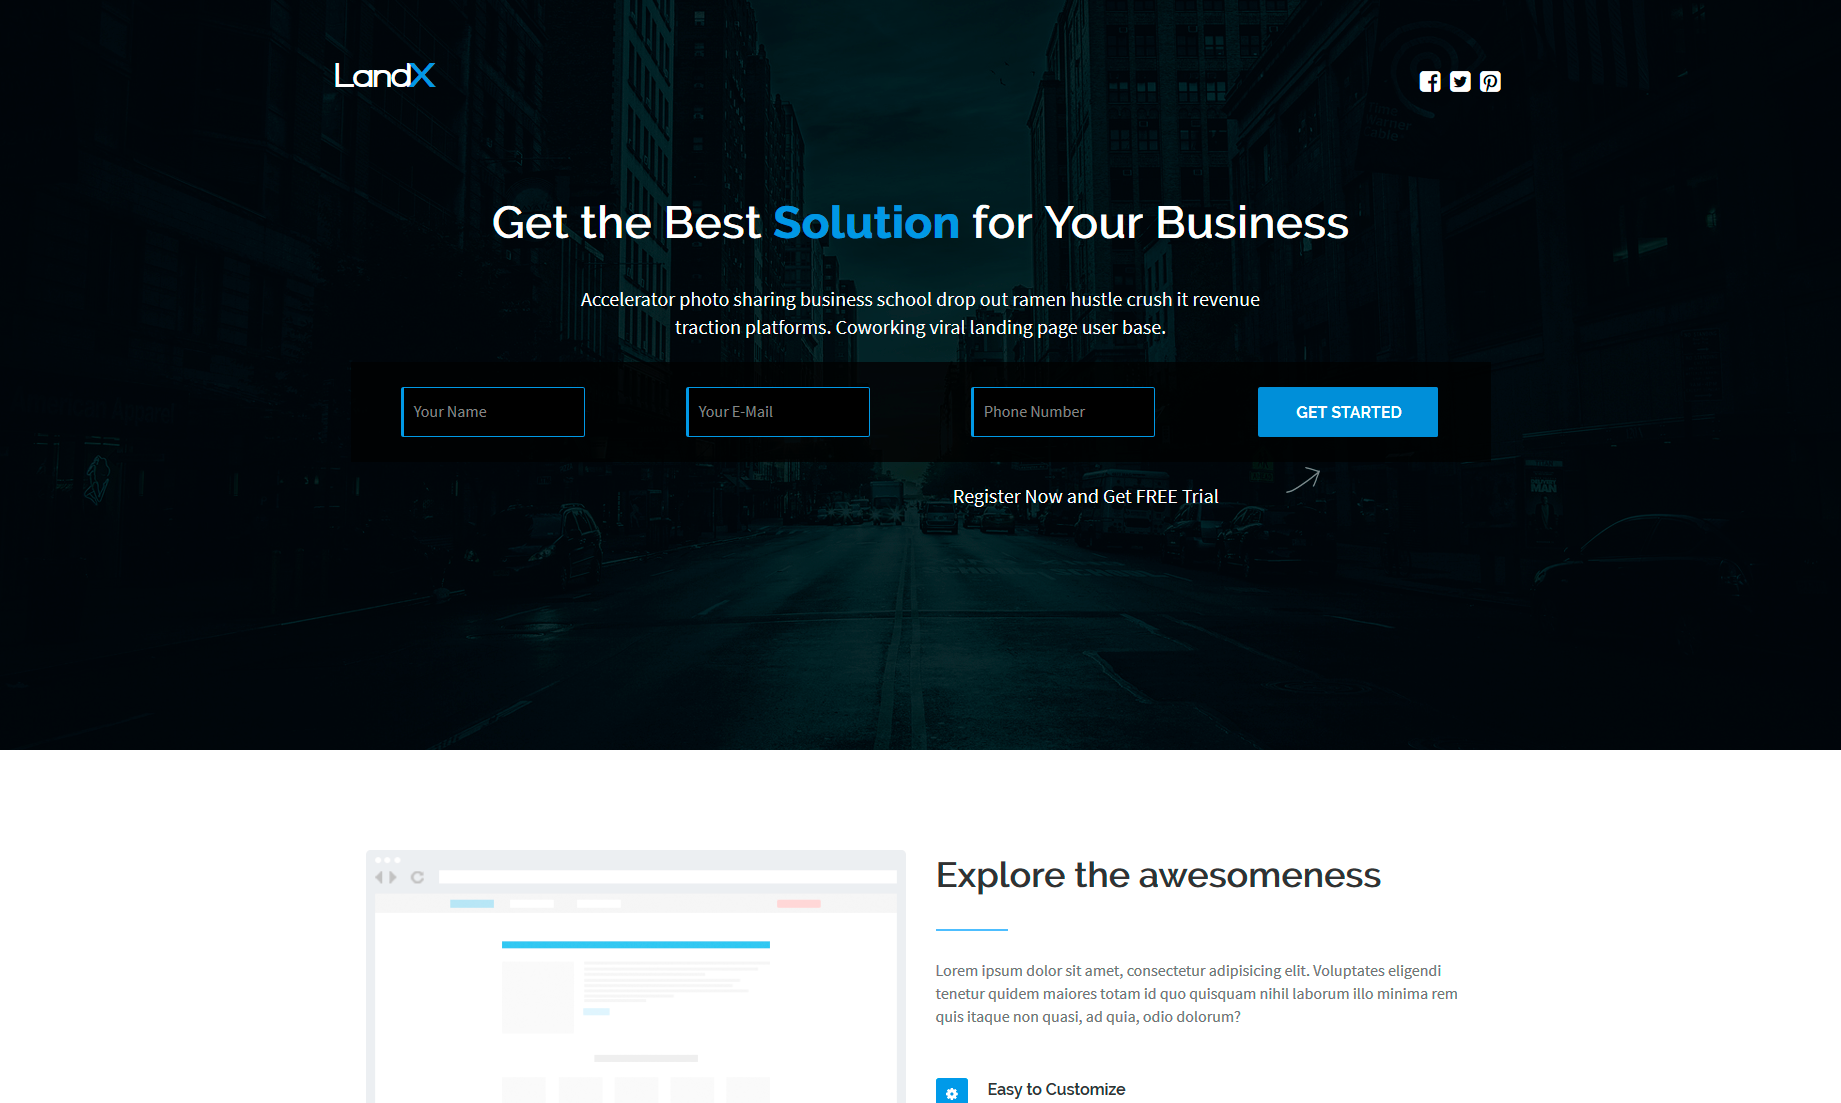 LandX
Get the Best Solution for Your Business
Accelerator photo sharing business school drop out ramen hustle crush it revenue
traction platforms. Coworking viral landing page user base.
Your Name
Your E-Mail
Phone Number
GET STARTED
Register Now and Get FREE Trial
Time
Warner
Cable
Explore the awesomeness
Lorem ipsum dolor sit amet, consectetur adipisicing elit. Voluptates eligendi
tenetur quidem maiores totam id quo quisquam nihil laborum illo minima rem
quis itaque non quasi, ad quia, odio dolorum?
Easy to Customize